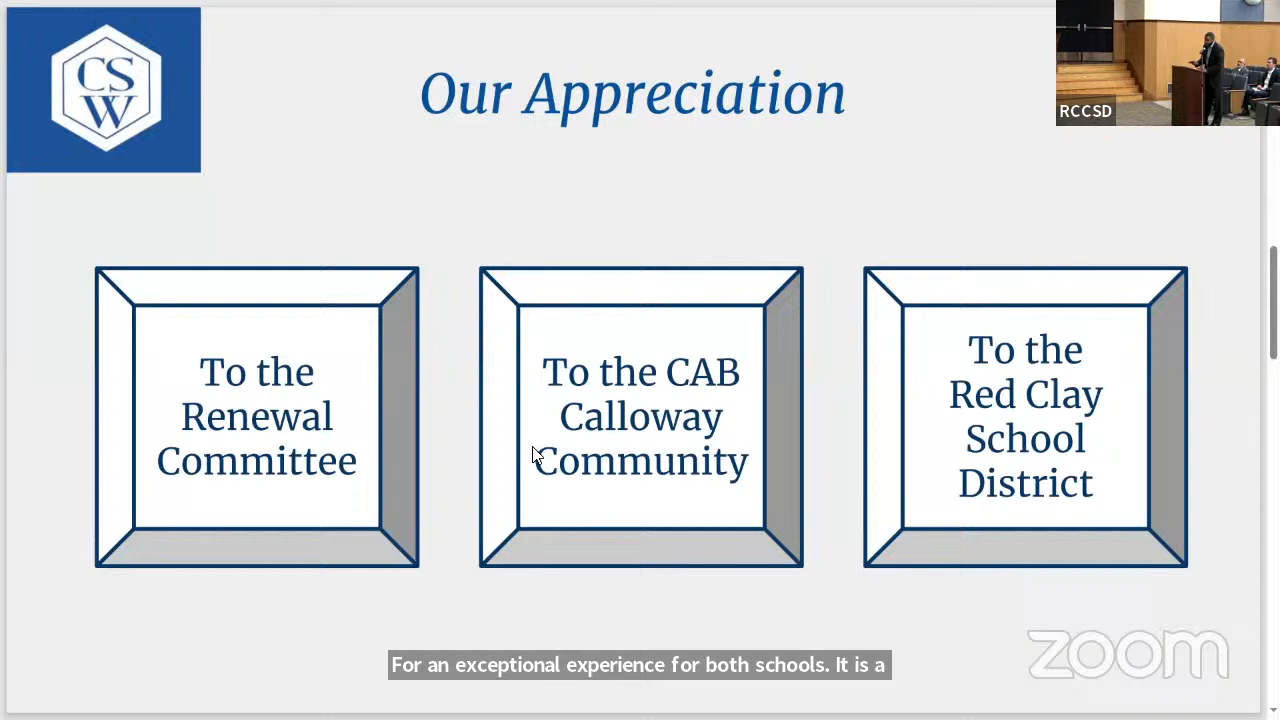 CS
W
Our Appreciation
RCCSD
To the
Renewal
Committee
To the CAB
Calloway
Community
To the
Red Clay
School
District
For an exceptional experience for both schools. It is a
zoom